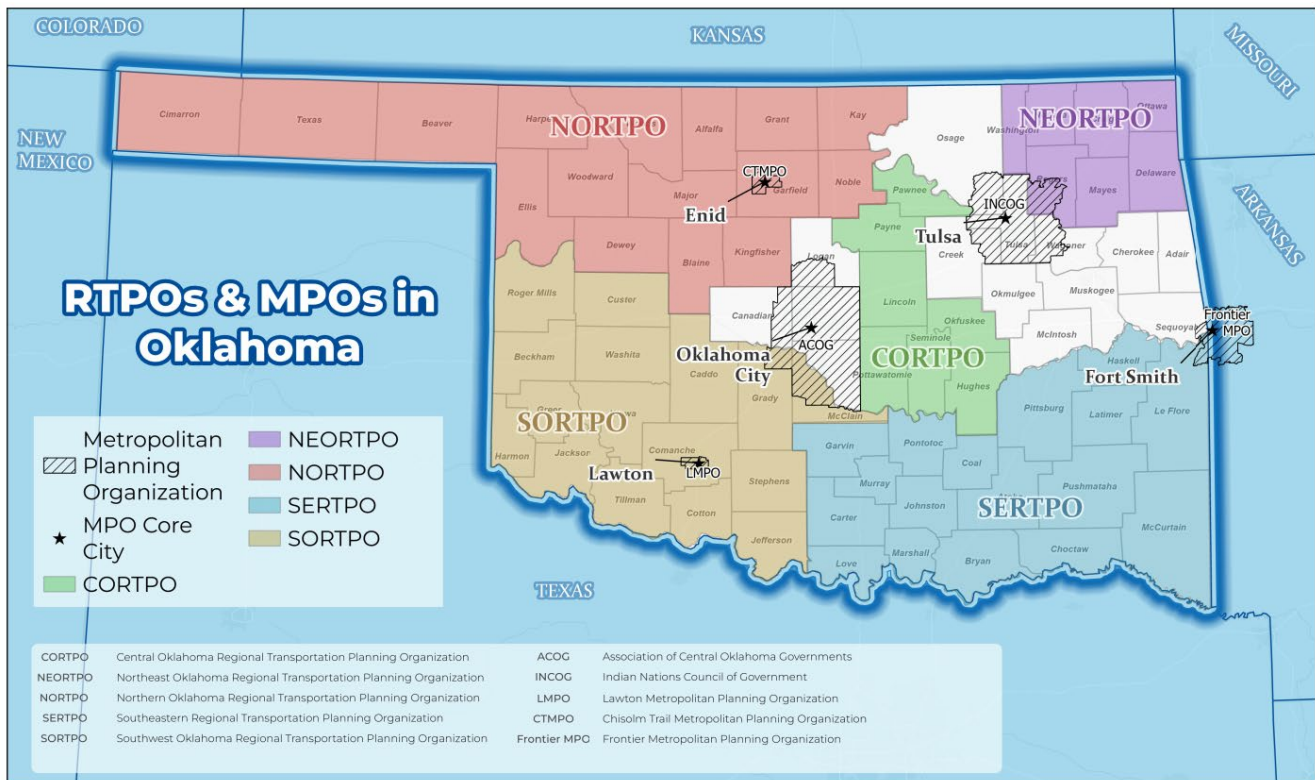 COLORADO
KANSAS
MISSOURI
NEW
MEXICO
ARKANSAS
TEXAS
Cimarron
Texas
Beaver
Harper
NORTPO
Alfalfa
Grant
Kay
Osage
Washington
NEORTPO
Ottawa
Woodward
Ellis
Major
CTMPO
Garfield
Noble
Enid
Pawnee
Rogers
Mayes
Delaware
INCOG
Tulsa
Tulsa
Wagoner
Dewey
Blaine
Kingfisher
Logan
Payne
Creek
Cherokee
Adair
RTPOs & MPOs in
Oklahoma
Roger Mills
Custer
Canadian
Lincoln
Okmulgee
Muskogee
Okfuskee
McIntosh
Sequoyah
Frontier
MPO
Beckham
Washita
Caddo
Oklahoma
City
ACOG
CORTPO
Seminole
Pottawatomie
Hughes
Haskell
Fort Smith
Grady
McClain
Pittsburg
Latimer
Le Flore
SORTPO
Greer
Harmon
Jackson
Comanche
Lawton
LMPO
Stephens
Tillman
Cotton
Jefferson
Garvin
Pontotoc
Coal
Murray
Johnston
Carter
Love
Marshall
Bryan
SERTPO
Pushmataha
McCurtain
Choctaw
Metropolitan
Planning
Organization
MPO Core
City
CORTPO
NEORTPO
NORTPO
SERTPO
SORTPO
CORTPO Central Oklahoma Regional Transportation Planning Organization
NEORTPO Northeast Oklahoma Regional Transportation Planning Organization
NORTPO Northern Oklahoma Regional Transportation Planning Organization
SERTPO Southeastern Regional Transportation Planning Organization
SORTPO Southwest Oklahoma Regional Transportation Planning Organization
ACOG Association of Central Oklahoma Governments
INCOG Indian Nations Council of Government
LMPO Lawton Metropolitan Planning Organization
CTMPO Chisolm Trail Metropolitan Planning Organization
Frontier MPO Frontier Metropolitan Planning Organization